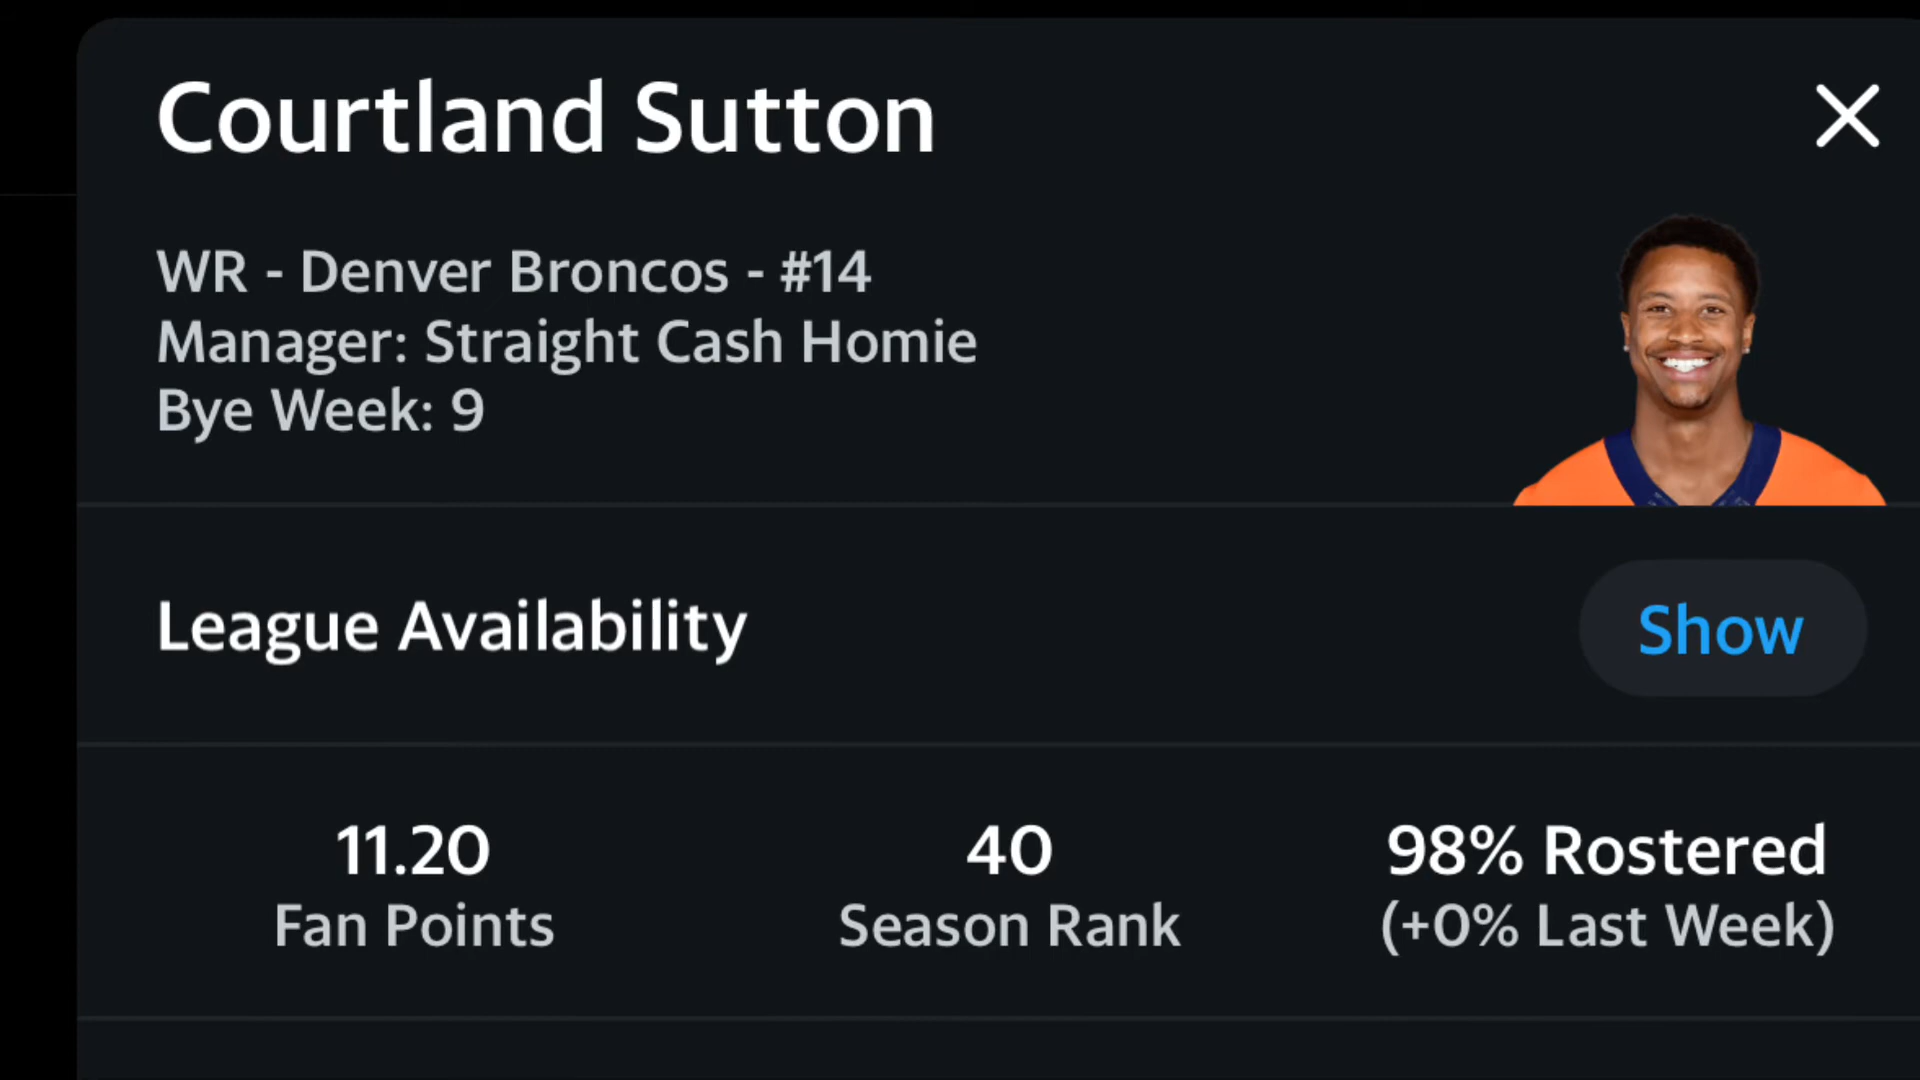 Courtland Sutton
WR - Denver Broncos - #14
Manager: Straight Cash Homie
Bye Week: 9
League Availability
Show
11.20
Fan Points
40
Season Rank
98% Rostered
(+0% Last Week)